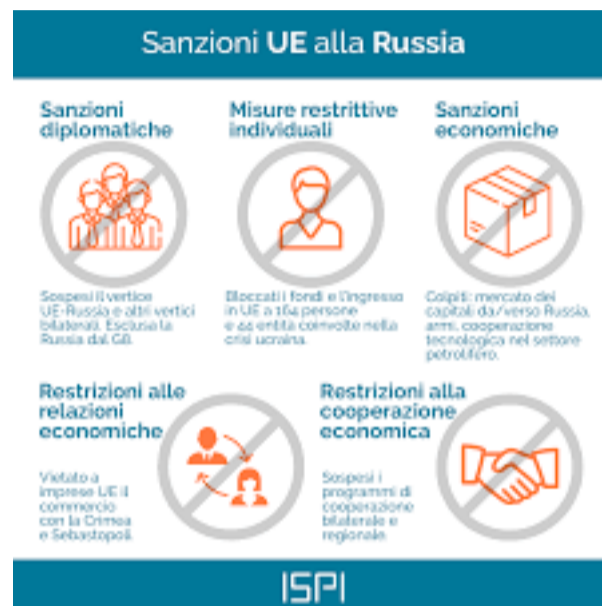 Sanzioni UE alla Russia
Sanzioni
diplomatiche
Sospesi il vertice
UE-Russia e altri vertici
bilaterali. Esclusa la
Russia dal G8.
Misure restrittive
individuali
Bloccati i fondi e l'ingresso
in UE a 164 persone
e 44 entità coinvolte nella
crisi ucraina.
Sanzioni
economiche
Colpiti: mercato dei
capitali da/verso Russia,
armi, cooperazione
tecnologica nel settore
petrolifero.
Restrizioni alle
relazioni
economiche
Vietato a
imprese UE il
commercio
con la Crimea
e Sebastopoli.
Restrizioni alla
cooperazione
economica
Sospesi i
programmi di
cooperazione
bilaterale e
regionale.
ISPI